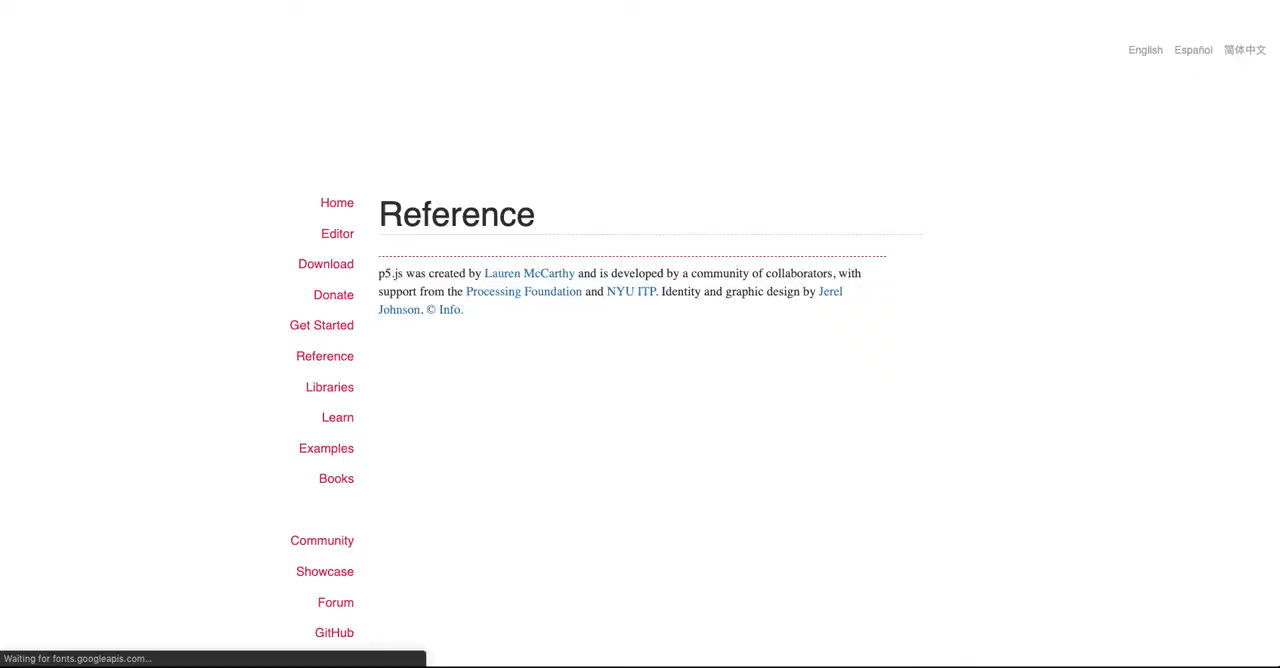 English Español 简体中文
Home
Editor
Download
Donate
Get Started
Reference
Libraries
Learn
Examples
Books
Community
Showcase
Forum
GitHub
Reference
p5.js was created by Lauren McCarthy and is developed by a community of collaborators, with
support from the Processing Foundation and NYU ITP. Identity and graphic design by Jerel
Johnson. © Info.
Waiting for fonts.googleapis.com...